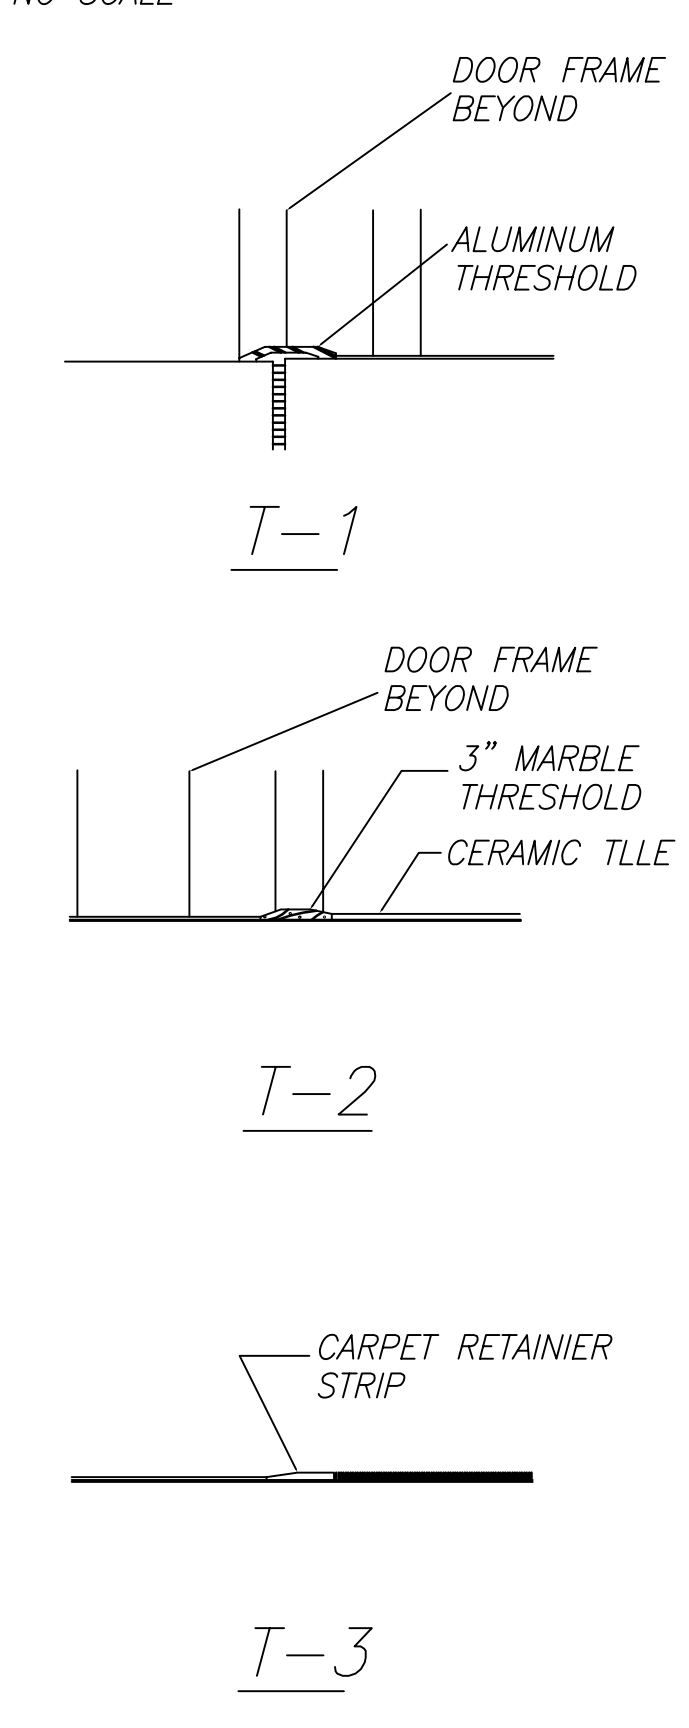 NO SCALE
DOOR FRAME
BEYOND
ALUMINUM
THRESHOLD
T-1
DOOR FRAME
BEYOND
3" MARBLE
THRESHOLD
CERAMIC TLLE
T-2
CARPET RETAINIER
STRIP
T-3